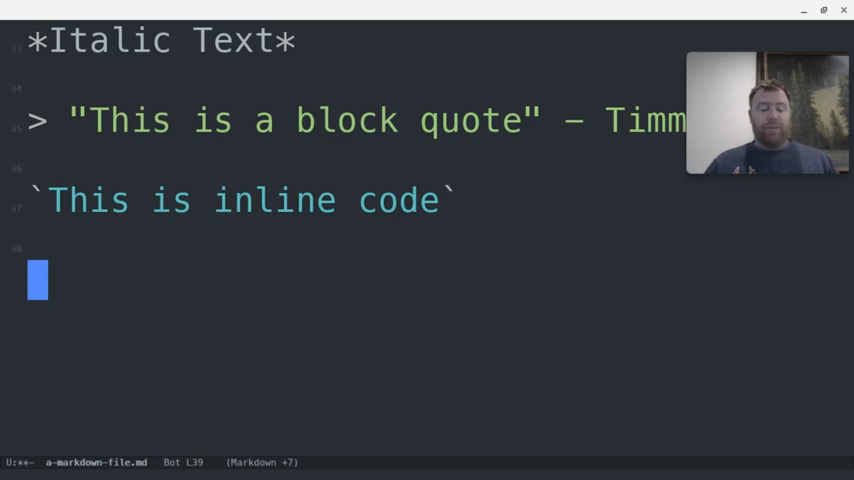 33 *Italic Text*
34
35 > "This is a block quote" – Timm
36
37 `This is inline code`
38
U:**- a-markdown-file.md Bot L39 (Markdown +7)